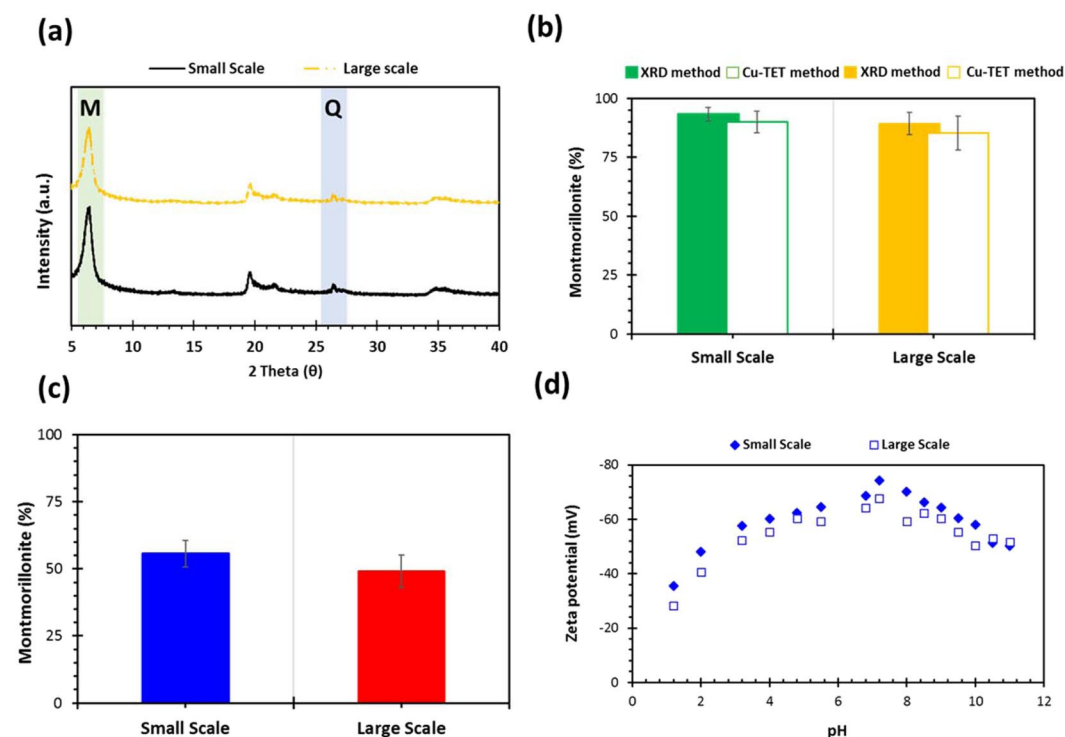 (a)
Small Scale
Large scale
M
Q
Intensity (a.u.)
5
10
15
20
25
30
35
40
2 Theta (θ)
(b)
XRD method
Cu-TET method
XRD method
Cu-TET method
100
75
50
25
0
Montmorillonite (%)
Small Scale
Large Scale
(c)
100
75
50
25
0
Montmorillonite (%)
Small Scale
Large Scale
(d)
Small Scale
Large Scale
-80
-60
-40
-20
-0
Zeta potential (mV)
0
2
4
6
8
10
12
pH